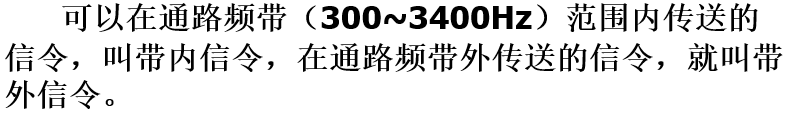 可以在通路频带（300~3400Hz）范围内传送的
信令，叫带内信令，在通路频带外传送的信令，就叫带
外信令。